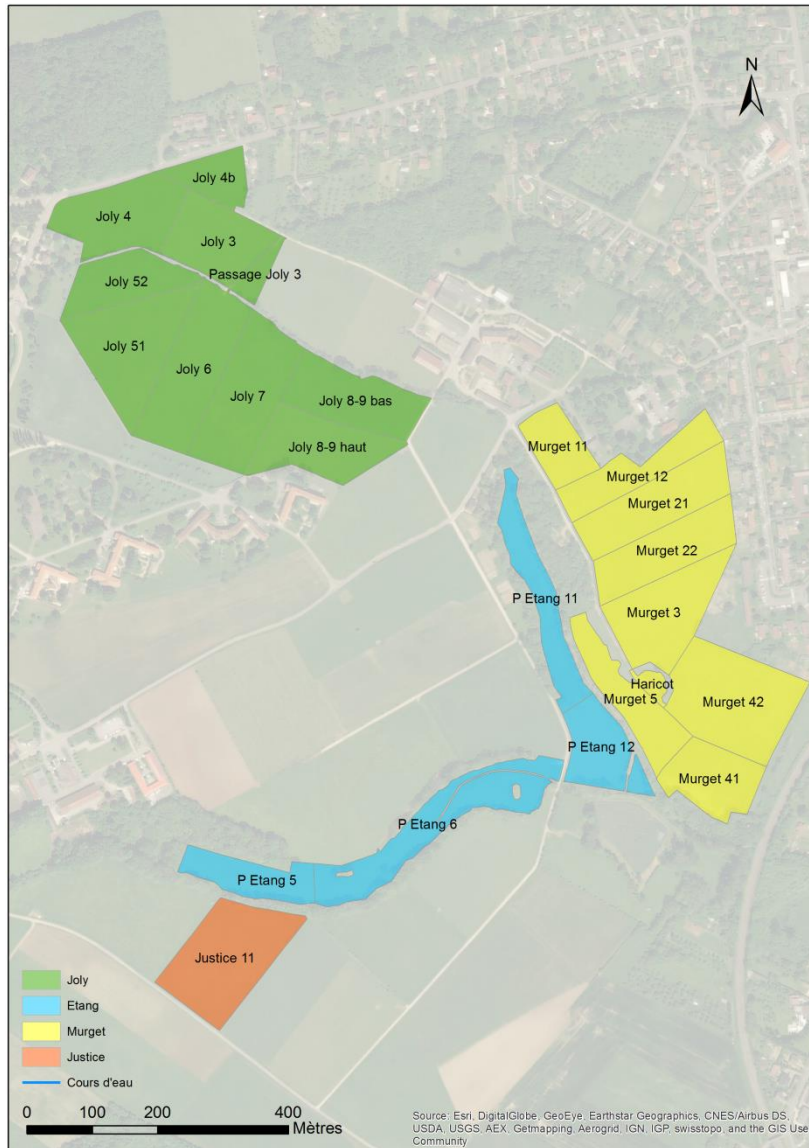 N
Joly 4b
Joly 4
Joly 3
Passage Joly 3
Joly 52
Joly 51
Joly 6
Joly 7
Joly 8-9 bas
Joly 8-9 haut
Murget 11
Murget 12
Murget 21
Murget 22
P Etang 11
Murget 3
Haricot
Murget 5
Murget 42
P Etang 12
Murget 41
P Etang 6
P Etang 5
Justice 11
Joly
Etang
Murget
Justice
Cours d'eau
0 100 200 400
Mètres
Source: Esri, DigitalGlobe, GeoEye, Earthstar Geographics, CNES/Airbus DS,
USDA, USGS, AEX, Getmapping, Aerogrid, IGN, IGP, swisstopo, and the GIS Use
Community